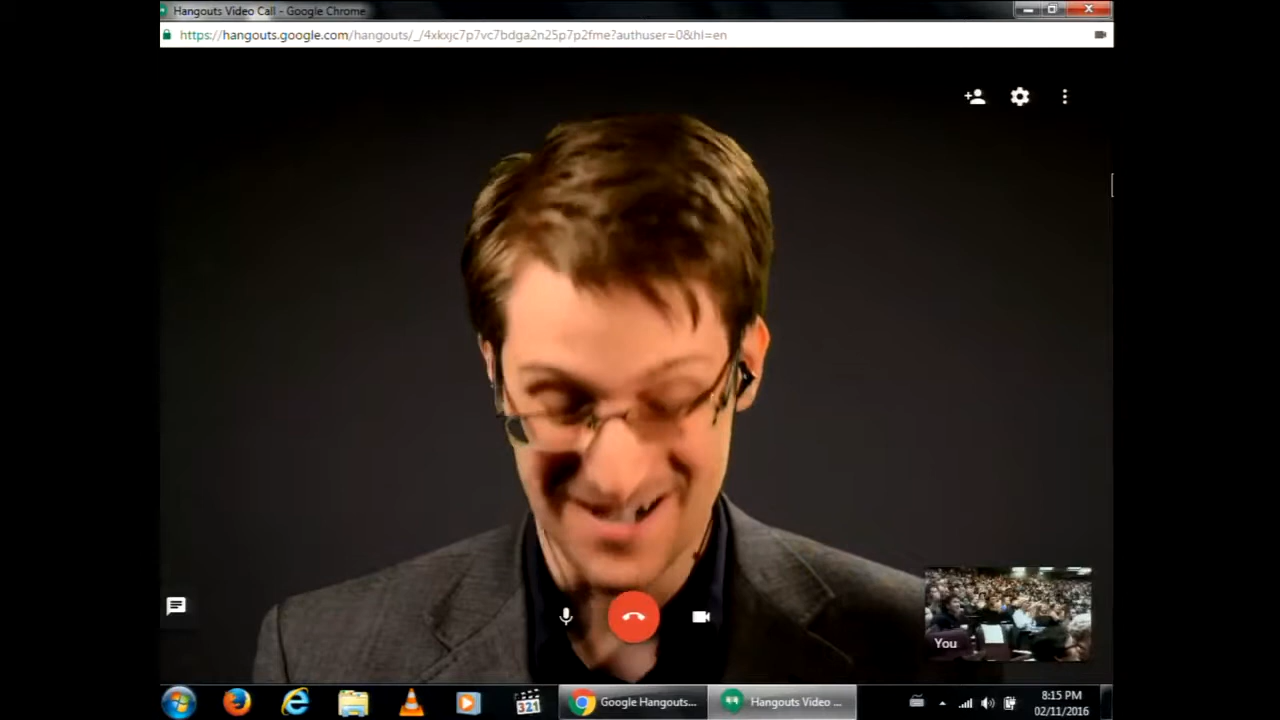 Hangouts Video Call - Google Chrome
https://hangouts.google.com/hangouts/_/4xkxjc7p7vc7bdga2n25p7p2fme?authuser=0&hl=en
You
321
Google Hangouts...
Hangouts Video ...
8:15 PM
02/11/2016